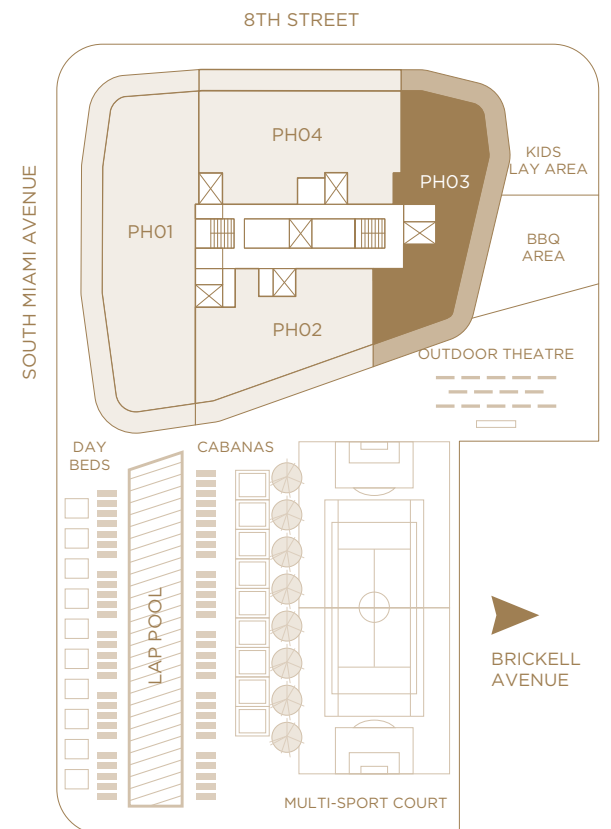 8TH STREET
SOUTH MIAMI AVENUE
PH04
PH03
PH01
PH02
KIDS
LAY AREA
BBQ
AREA
OUTDOOR THEATRE
DAY
BEDS
CABANAS
LAP POOL
BRICKELL
AVENUE
MULTI-SPORT COURT